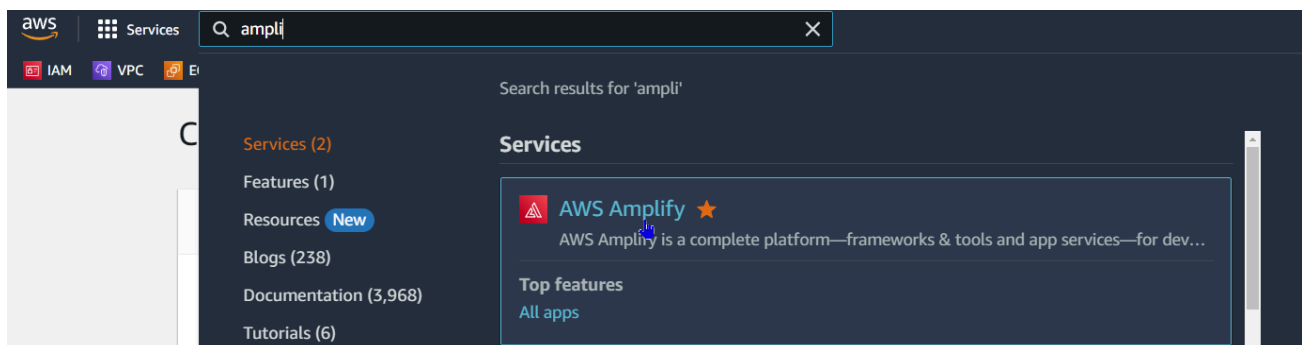 aws
Services
ampli
IAM
VPC
Search results for 'ampli'
Services (2)
Features (1)
Resources New
Blogs (238)
Documentation (3,968)
Tutorials (6)
Services
AWS Amplify
AWS Amplify is a complete platform—frameworks & tools and app services—for dev...
Top features
All apps